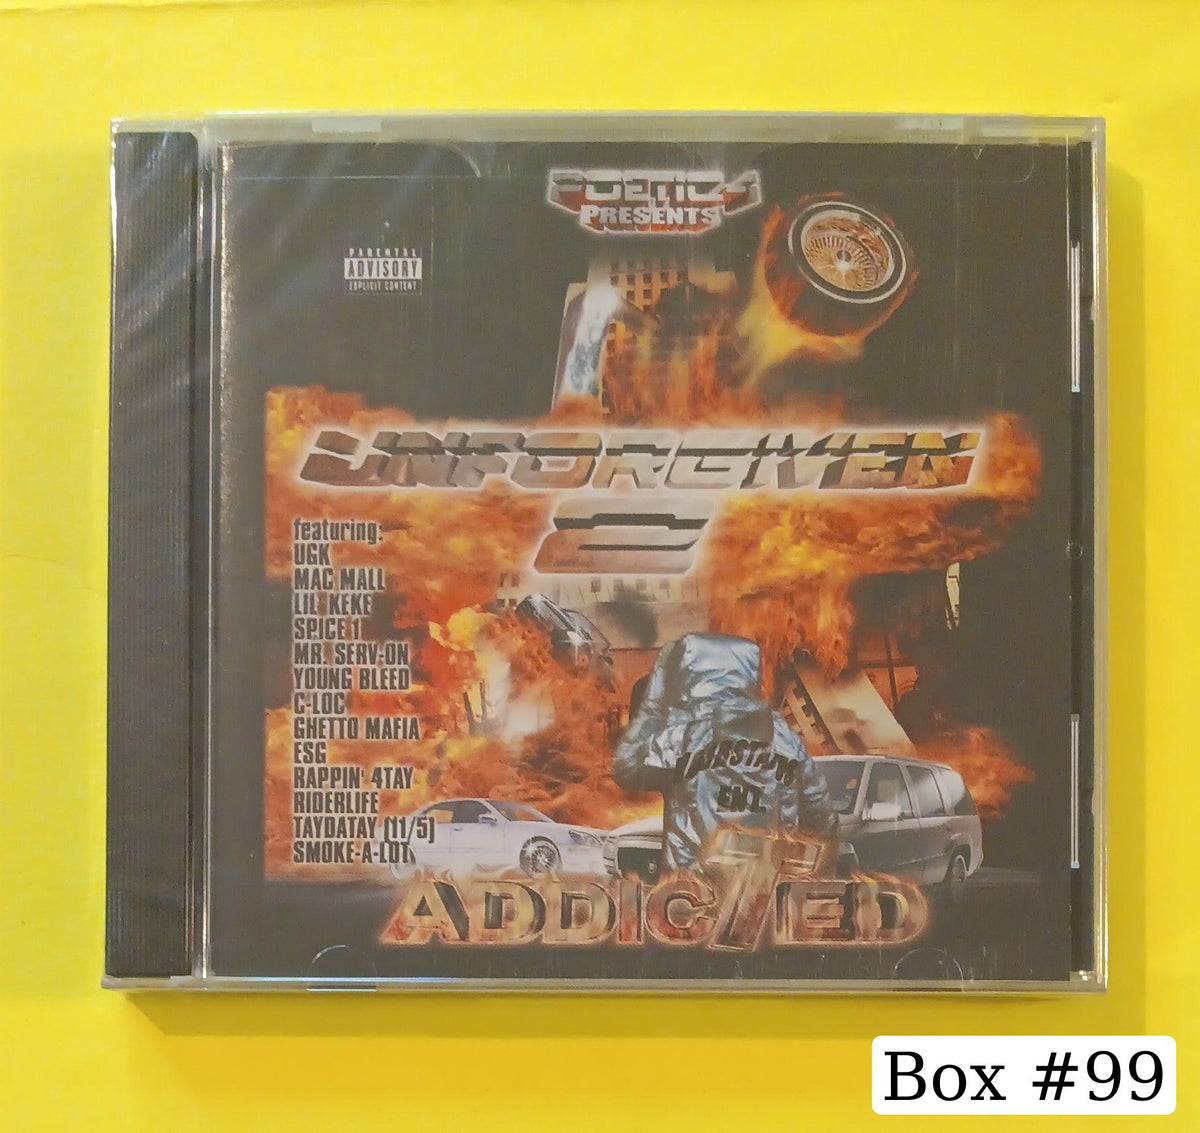 POETICA
PRESENTS
PARENTAL
ADVISORY
EXPLICIT CONTENT
UNFORGIVEN
2
featuring:
UGK
MAC MALL
LIL' KEKE
SPICE 1
MR. SERV-ON
YOUNG BLEED
C-LOC
GHETTO MAFIA
ESG
RAPPIN' 4TAY
RIDERLIFE
TAYDATAY (11/5)
SMOKE-A-LOT
ENT.
ADDICTED
Box #99